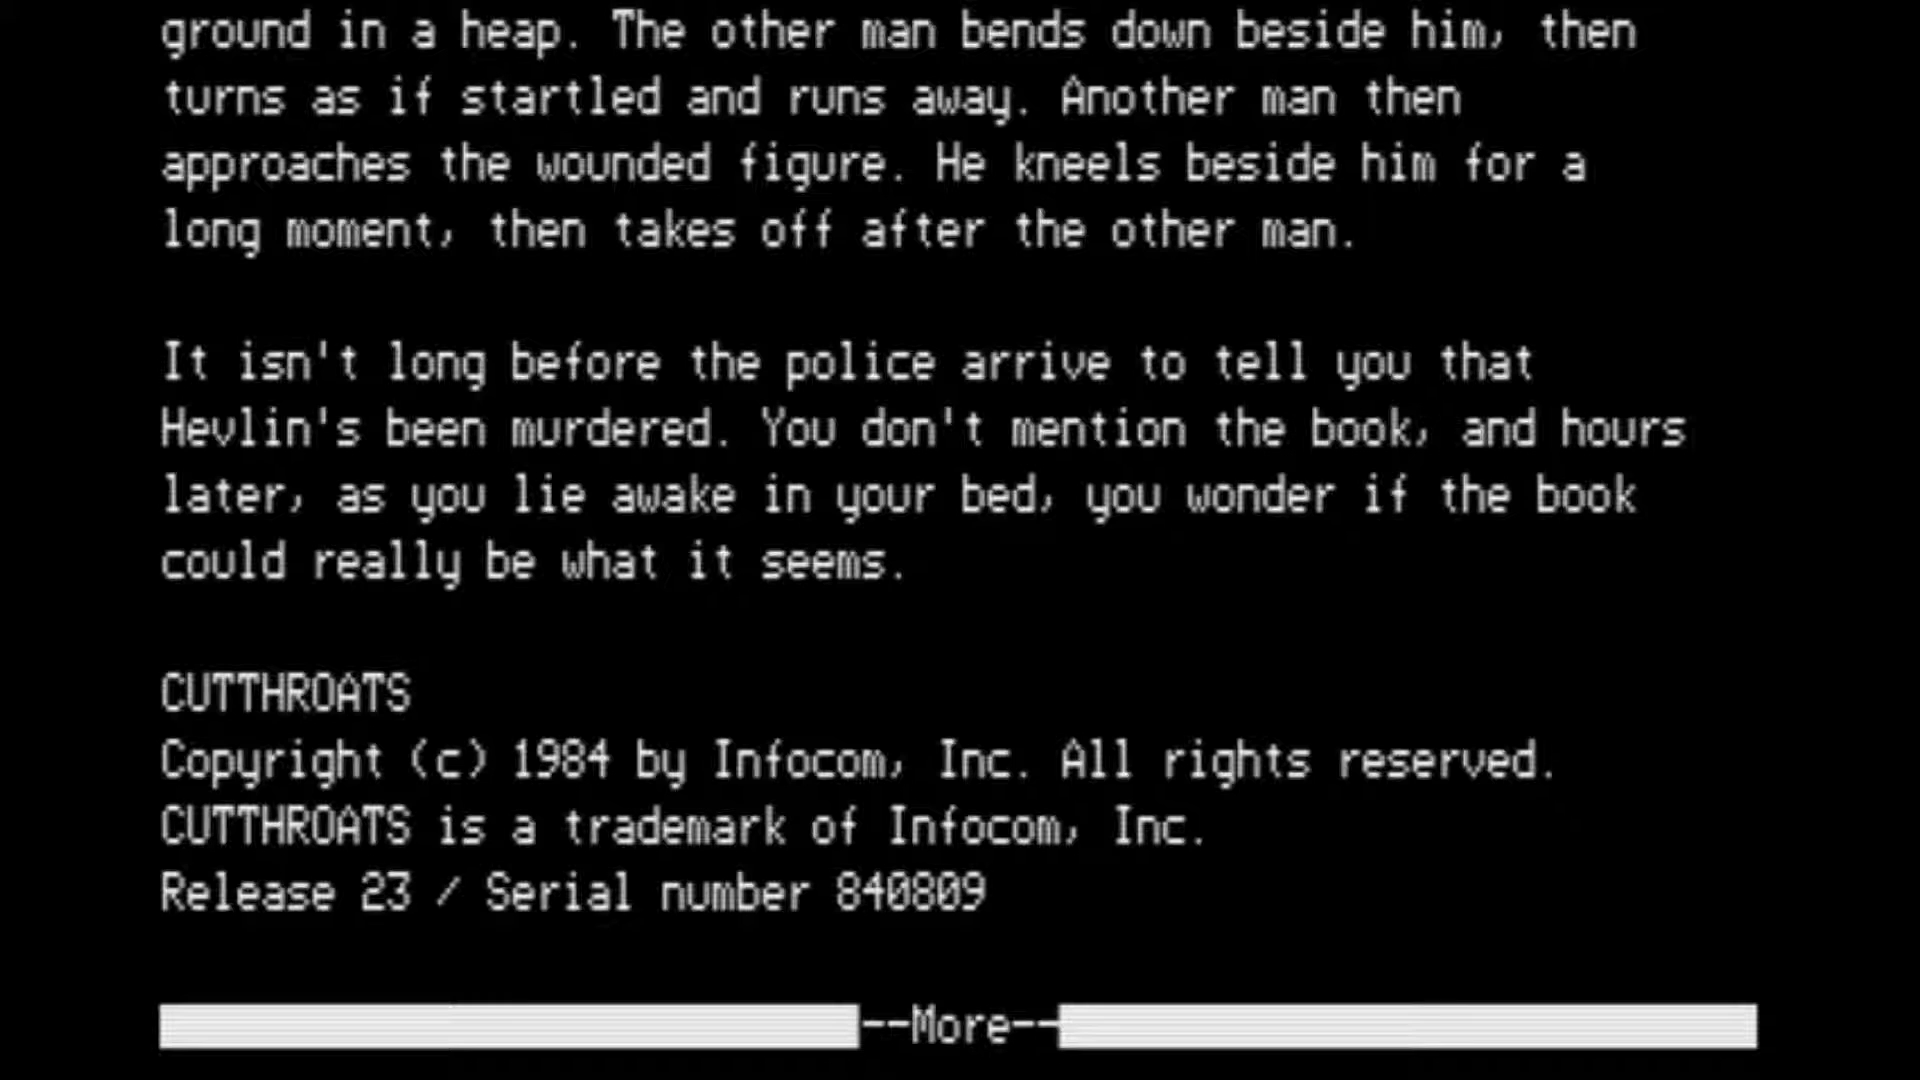 ground in a heap. The other man bends down beside him, then
turns as if startled and runs away. Another man then
approaches the wounded figure. He kneels beside him for a
long moment, then takes off after the other man.
It isn't long before the police arrive to tell you that
Hevlin's been murdered. You don't mention the book, and hours
later, as you lie awake in your bed, you wonder if the book
could really be what it seems.
CUTTHROATS
Copyright (c) 1984 by Infocom, Inc. All rights reserved.
CUTTHROATS is a trademark of Infocom, Inc.
Release 23 / Serial number 840809
--More--